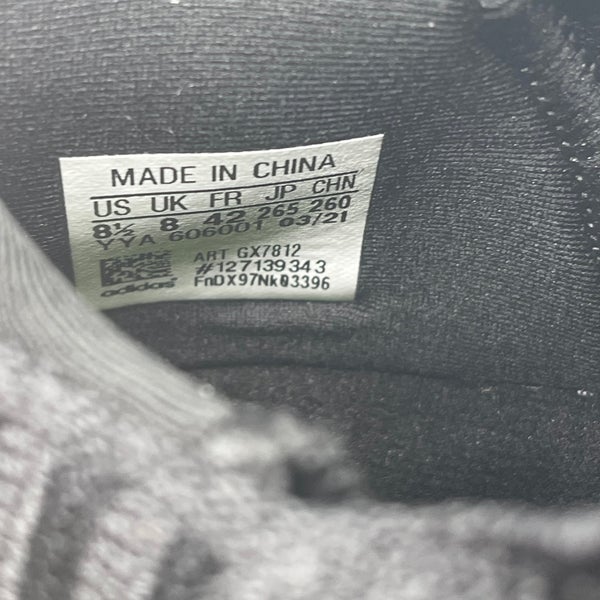 MADE IN CHINA
US UK FR JP CHN
8½ 8 42 265 260
YYA 606001 03/21
ART GX7812
#127139343
adidas FnDX97Nk03396